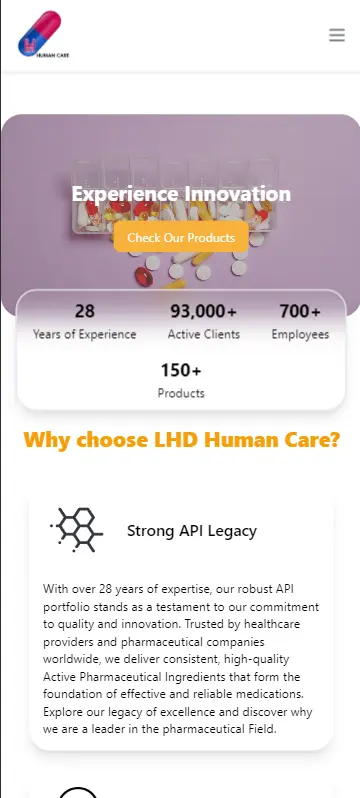 H HUMAN CARE
Experience Innovation
Check Our Products
28 93,000+ 700+
Years of Experience Active Clients Employees
150+
Products
Why choose LHD Human Care?
Strong API Legacy
With over 28 years of expertise, our robust API
portfolio stands as a testament to our commitment
to quality and innovation. Trusted by healthcare
providers and pharmaceutical companies
worldwide, we deliver consistent, high-quality
Active Pharmaceutical Ingredients that form the
foundation of effective and reliable medications.
Explore our legacy of excellence and discover why
we are a leader in the pharmaceutical Field.